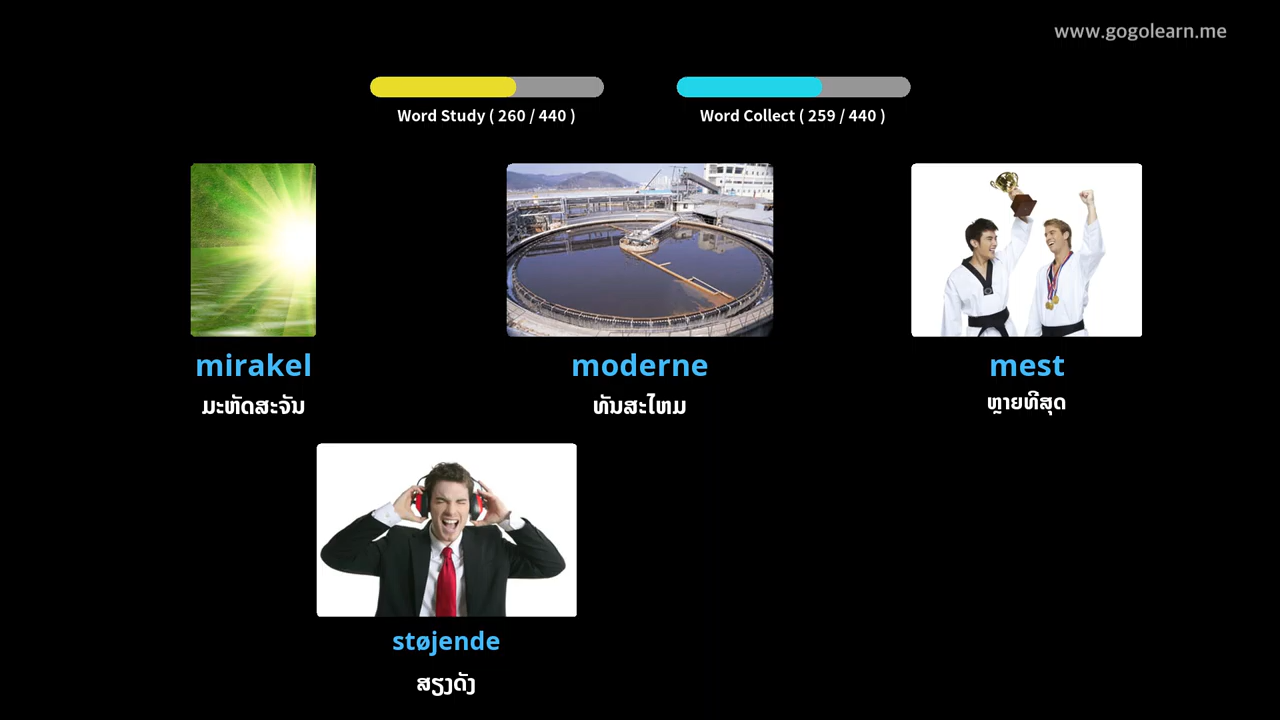 www.gogolearn.me
Word Study ( 260 / 440 )
Word Collect ( 259 / 440 )
mirakel
ມະຫັດສະຈັນ
moderne
ທັນສະໄຫມ
mest
ຫຼາຍທີສຸດ
støjende
ສຽງດັງ